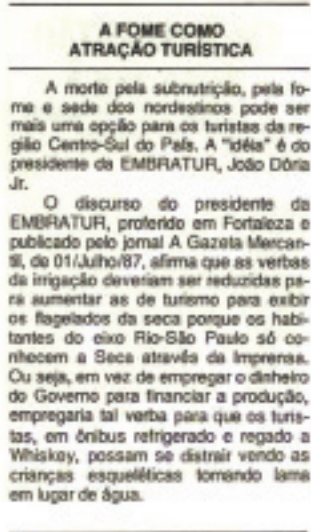 A FOME COMO
ATRAÇÃO TURÍSTICA
A morte pela subnutrição, pela fo-
me e sede dos nordestinos pode ser
mais uma opção para os turistas da re-
gião Centro-Sul do País. A "idéia" é do
presidente da EMBRATUR, João Dória
Jr.
O discurso do presidente da
EMBRATUR, proferido em Fortaleza e
publicado pelo jornal A Gazeta Mercan-
til, de 01/Julho/87, afirma que as verbas
da irrigação deveriam ser reduzidas pa-
ra aumentar as de turismo para exibir
os flagelados da seca porque os habi-
tantes do eixo Rio-São Paulo só co-
nhecem a Seca através da Imprensa.
Ou seja, em vez de empregar o dinheiro
do Governo para financiar a produção,
empregaria tal verba para que os turis-
tas, em ônibus refrigerado e regado a
Whiskey, possam se distrair vendo as
crianças esqueléticas tomando lama
em lugar de água.